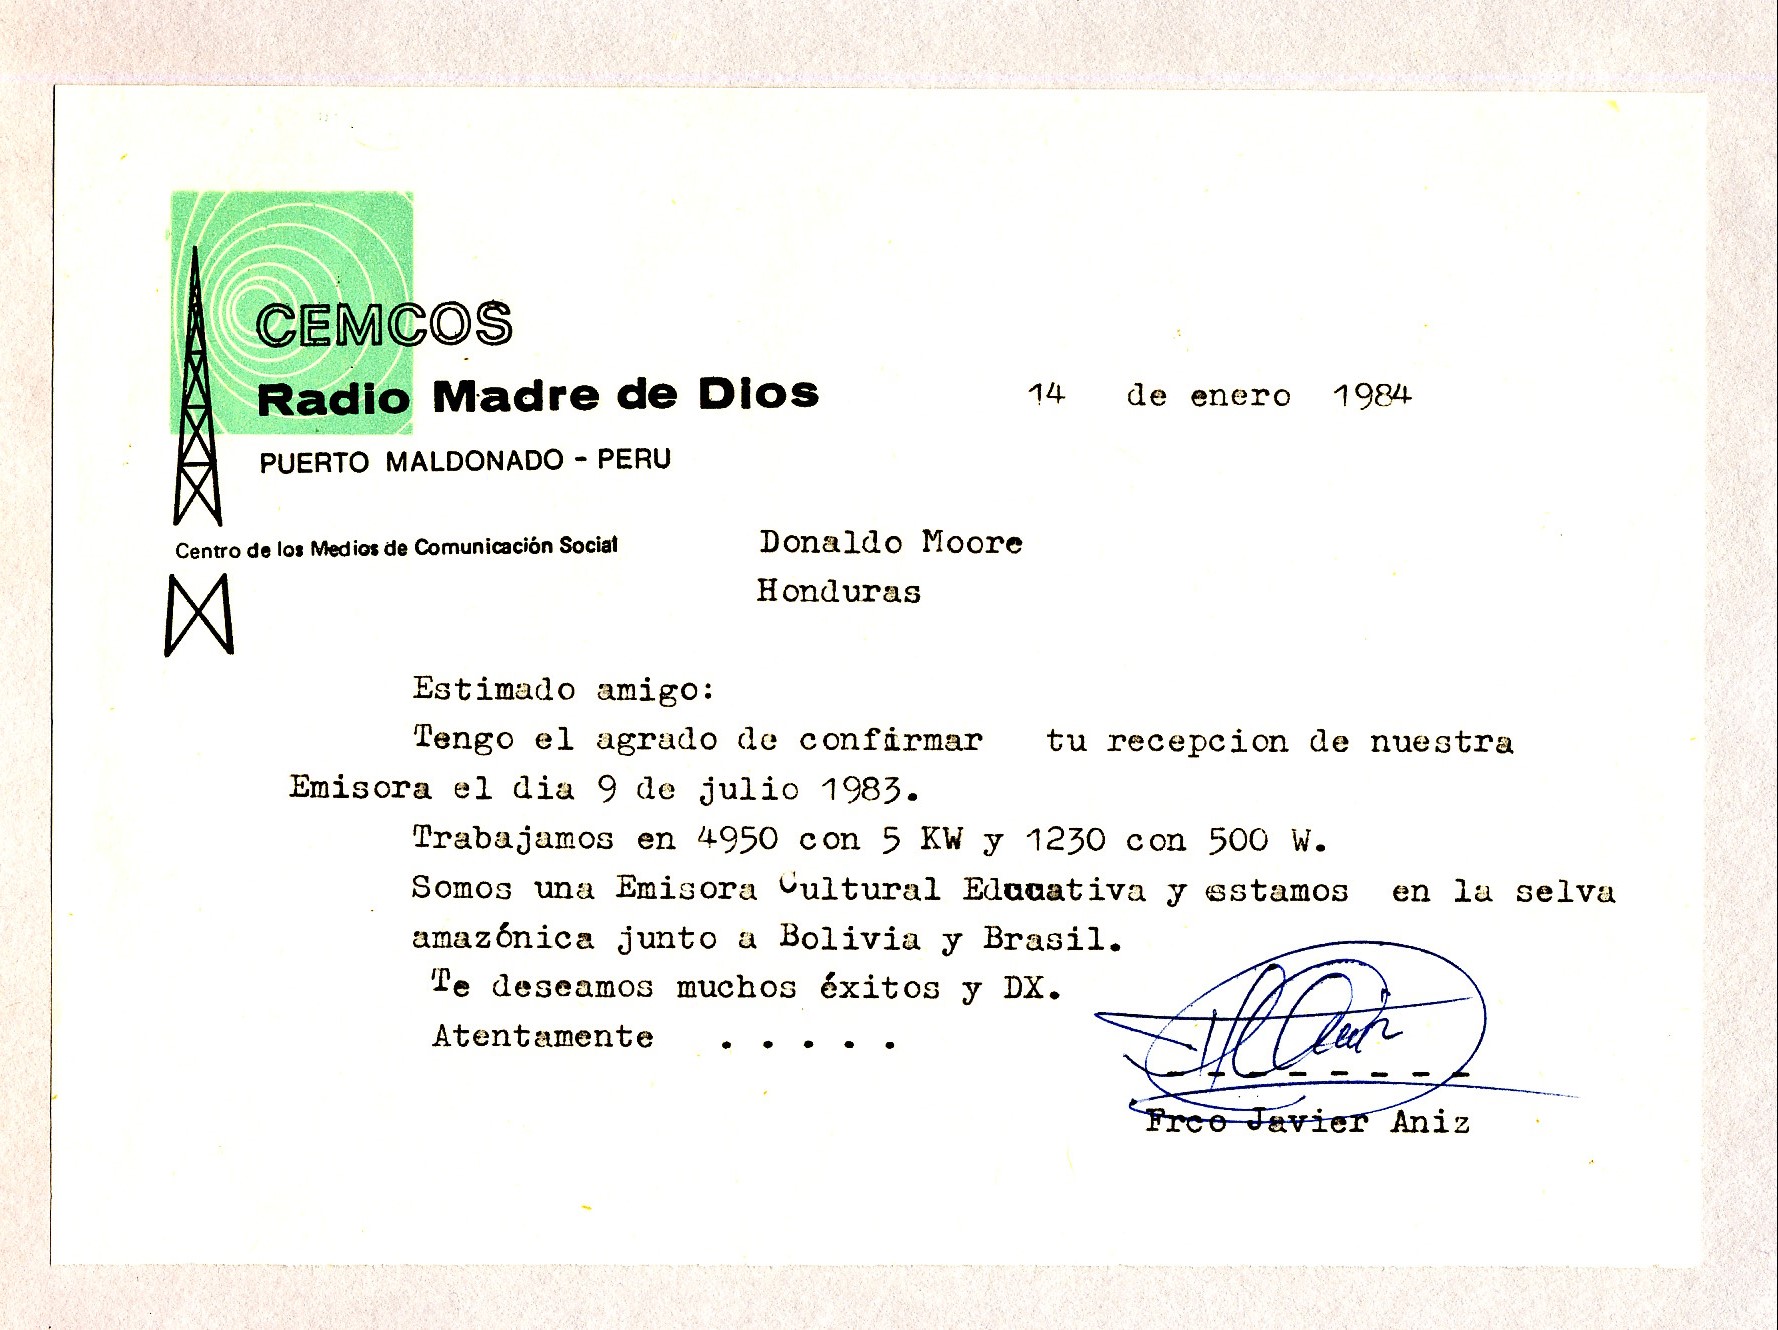 CEMCOS
Radio Madre de Dios
14 de enero 1984
PUERTO MALDONADO - PERU
Centro de los Medios de Comunicación Social
Donaldo Moore
Honduras
Estimado amigo:
Tengo el agrado de confirmar tu recepcion de nuestra
Emisora el dia 9 de julio 1983.
Trabajamos en 4950 con 5 KW y 1230 con 500 W.
Somos una Emisora Cultural Educativa y estamos en la selva
amazónica junto a Bolivia y Brasil.
Te deseamos muchos éxitos y DX.
Atentamente . . . . .
Frco Javier Aniz